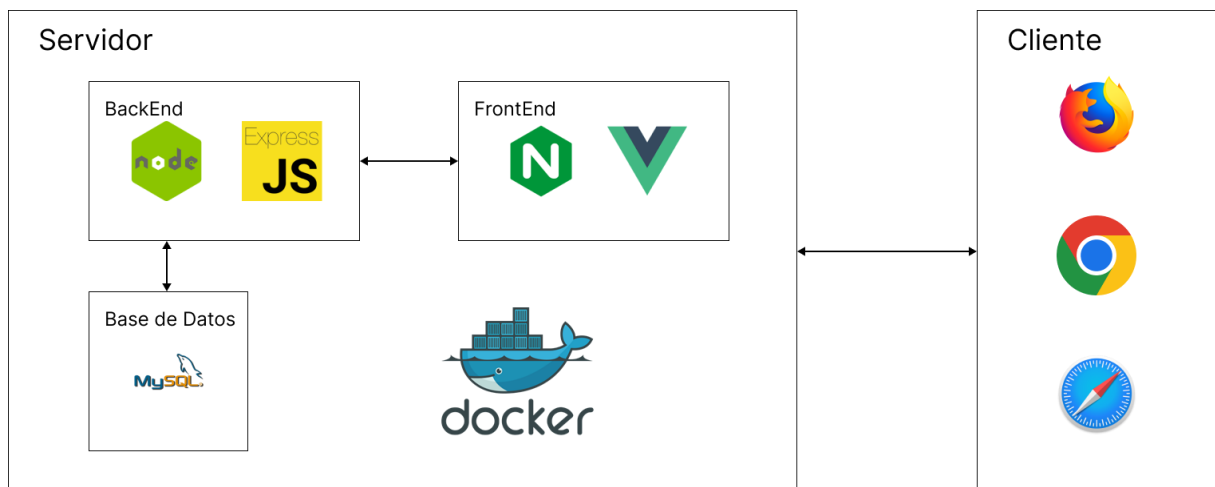 Servidor
Cliente
BackEnd
node
Express
JS
FrontEnd
N
Base de Datos
MySQL
docker